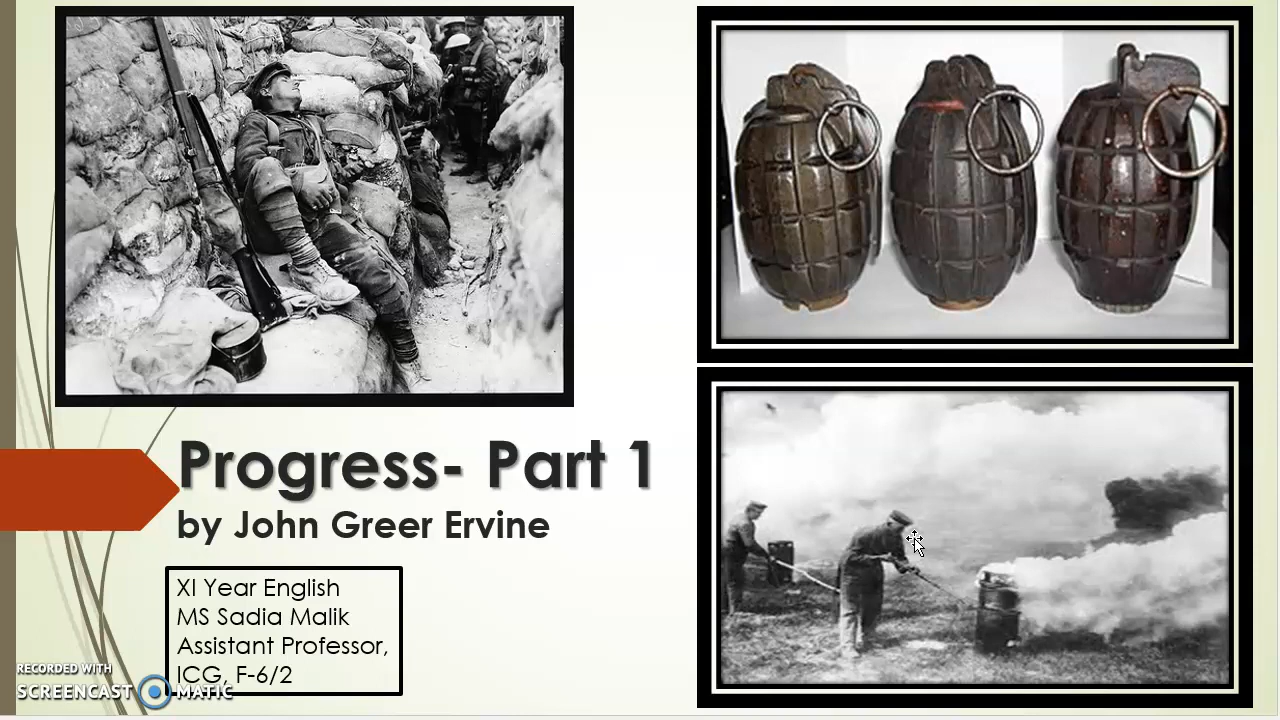 Progress- Part 1
by John Greer Ervine
XI Year English
MS Sadia Malik
Assistant Professor,
ICG, F-6/2
RECORDED WITH
SCREENCAST MATIC